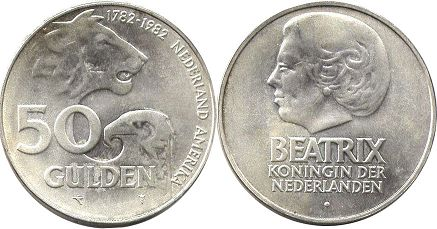 1782-1982 NEDERLAND AMERIKA
50
GULDEN
BEATRIX
KONINGIN DER
NEDERLANDEN